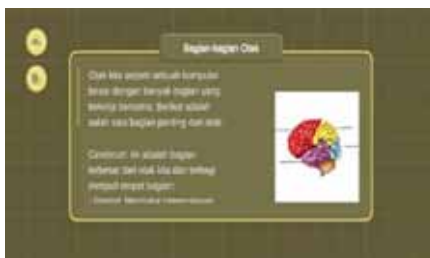 Bagian-bagian Otak
Otak kita seperti sebuah komputer
besar dengan banyak bagian yang
bekerja bersama. Berikut adalah
salah satu bagian penting dari otak
Cerebrum: Ini adalah bagian
terbesar dari otak kita dan terbagi
menjadi empat bagian: